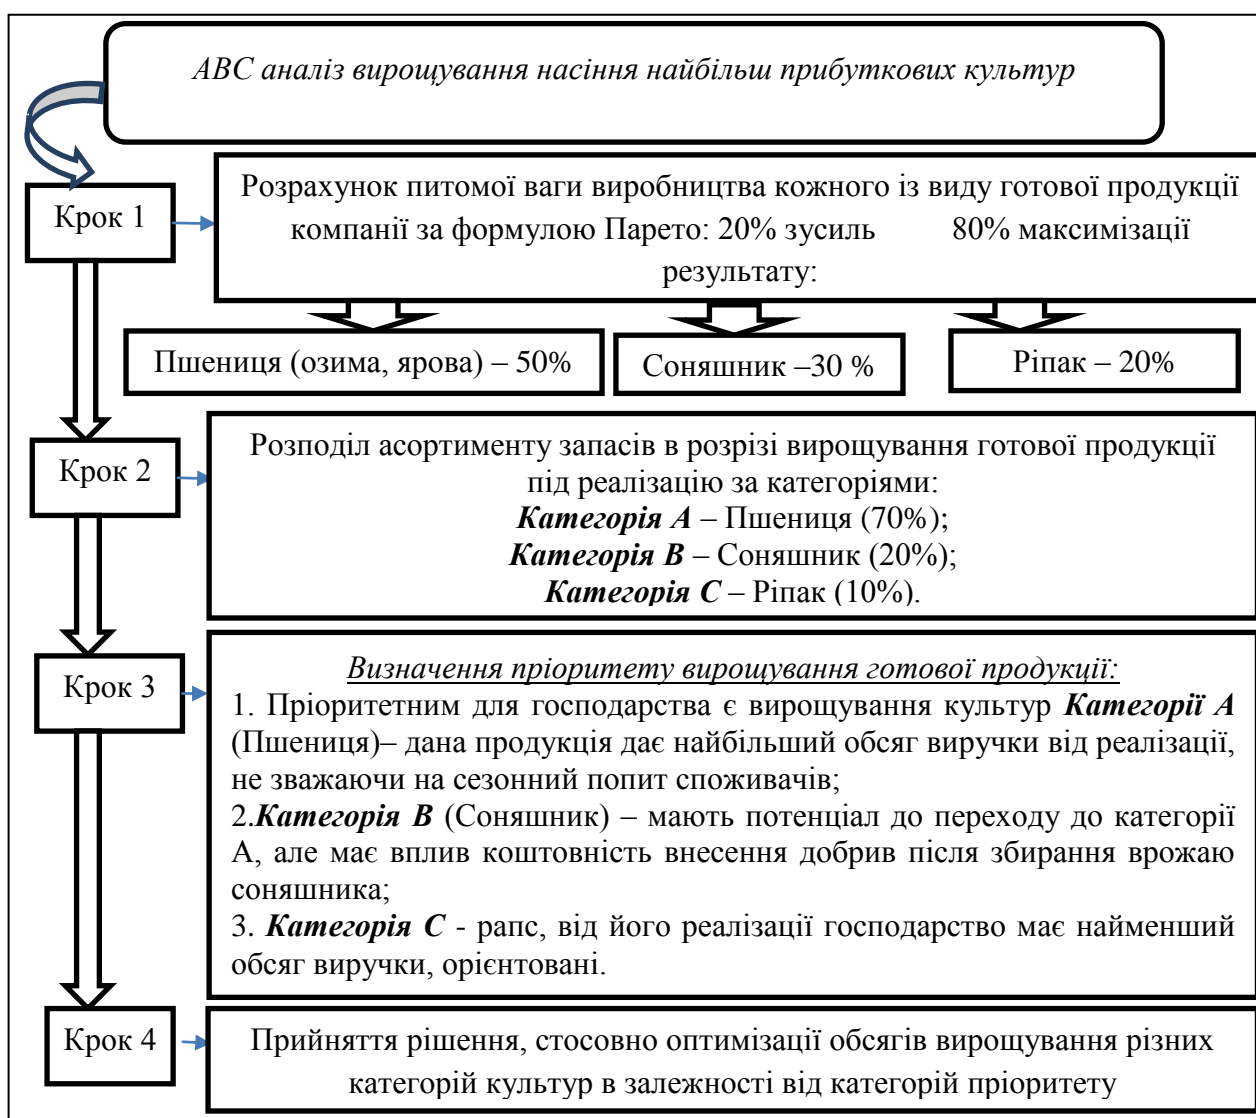 АВС аналіз вирощування насіння найбільш прибуткових культур
Крок 1
Розрахунок питомої ваги виробництва кожного із виду готової продукції
компанії за формулою Парето: 20% зусиль 80% максимізації
результату:
Пшениця (озима, ярова) – 50%
Соняшник –30 %
Ріпак – 20%
Крок 2
Розподіл асортименту запасів в розрізі вирощування готової продукції
під реалізацію за категоріями:
Категорія А – Пшениця (70%);
Категорія В – Соняшник (20%);
Категорія С – Ріпак (10%).
Крок 3
Визначення пріоритету вирощування готової продукції:
1. Пріоритетним для господарства є вирощування культур Категорії А
(Пшениця)– дана продукція дає найбільший обсяг виручки від реалізації,
не зважаючи на сезонний попит споживачів;
2.Категорія В (Соняшник) – мають потенціал до переходу до категорії
А, але має вплив коштовність внесення добрив після збирання врожаю
соняшника;
3. Категорія С - рапс, від його реалізації господарство має найменший
обсяг виручки, орієнтовані.
Крок 4
Прийняття рішення, стосовно оптимізації обсягів вирощування різних
категорій культур в залежності від категорій пріоритету